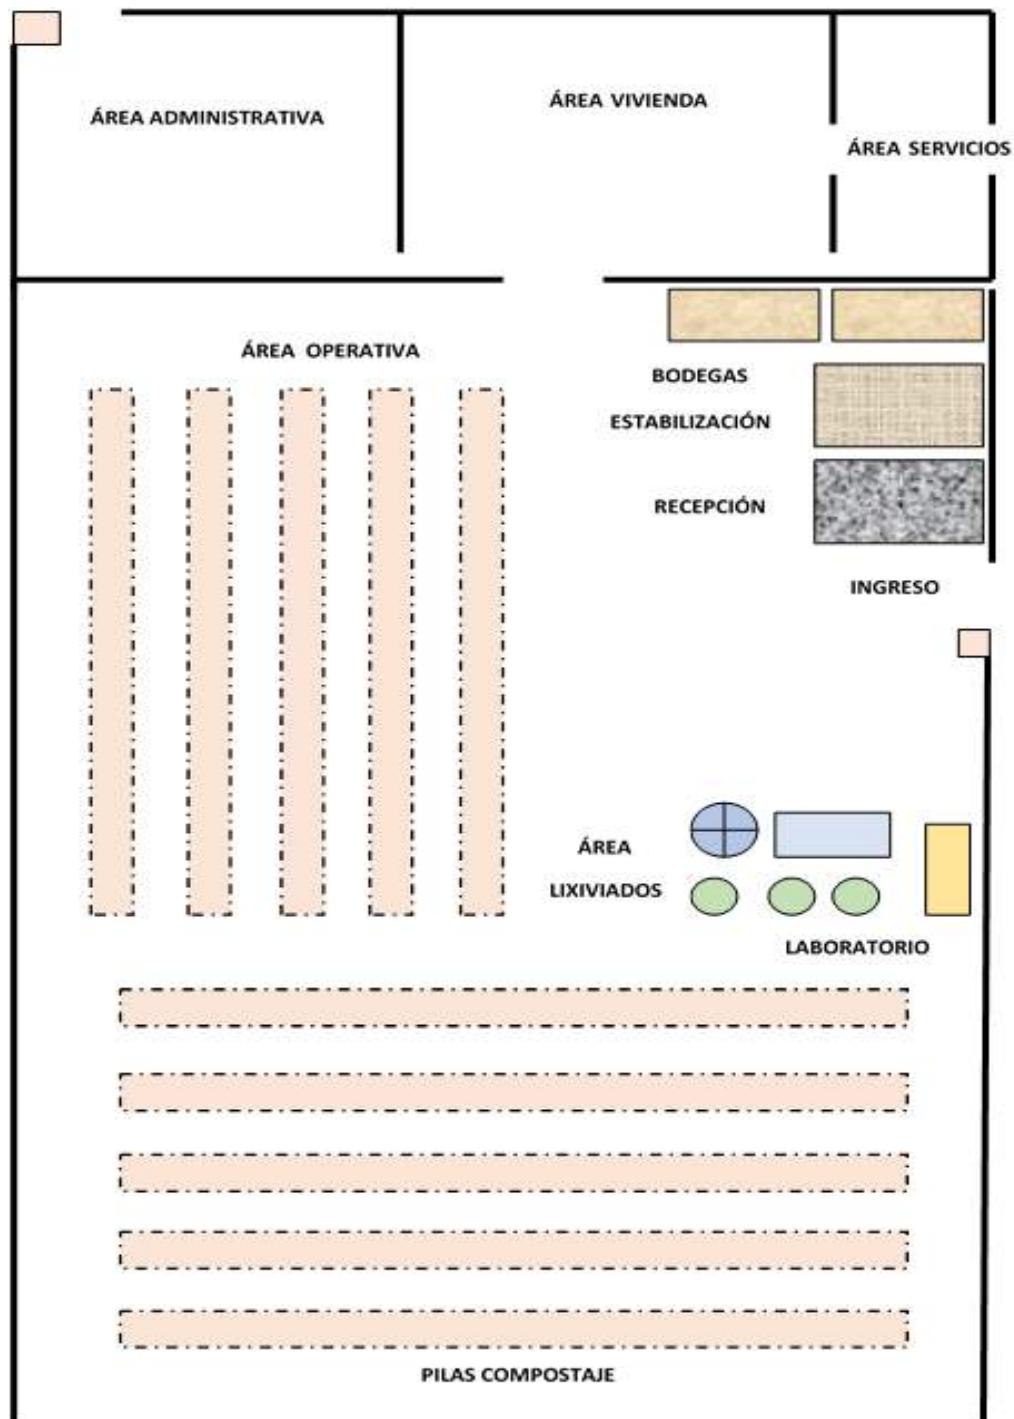 ÁREA ADMINISTRATIVA
ÁREA VIVIENDA
ÁREA SERVICIOS
ÁREA OPERATIVA
BODEGAS
ESTABILIZACIÓN
RECEPCIÓN
INGRESO
ÁREA
LIXIVIADOS
LABORATORIO
PILAS COMPOSTAJE